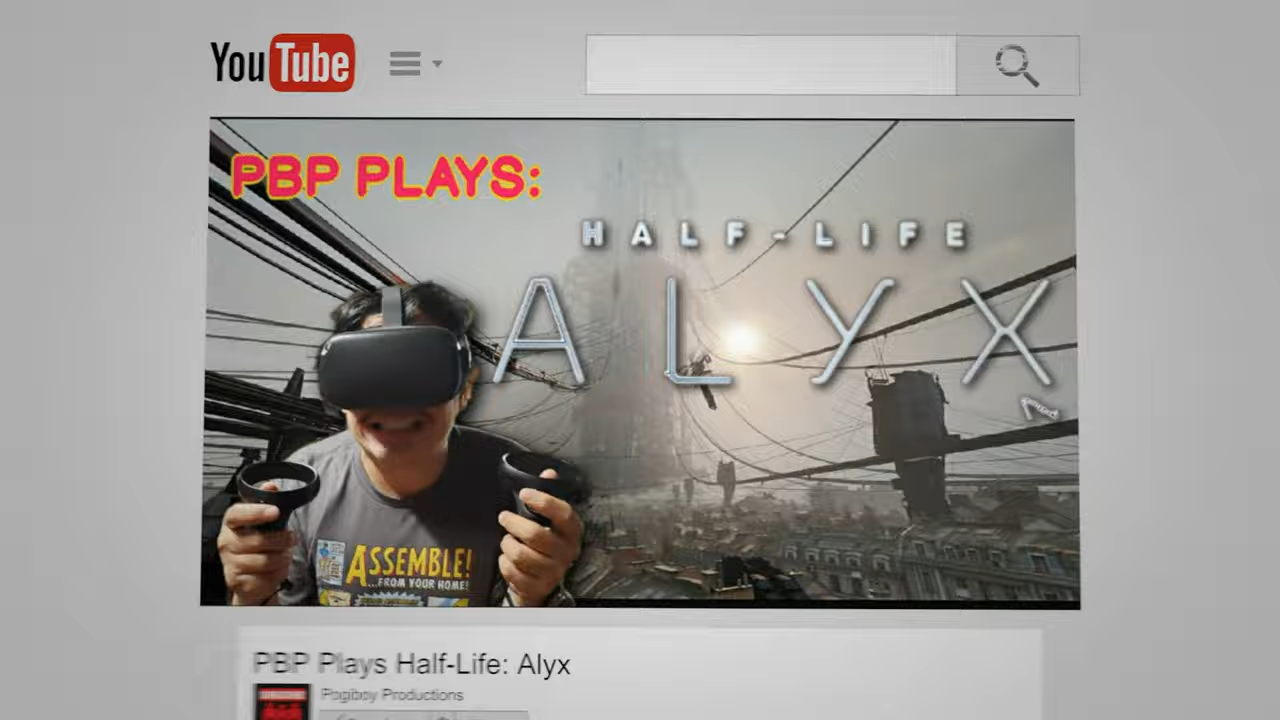 YouTube
PBP PLAYS:
HALF-LIFE
ALYX
ASSEMBLE!
...FROM YOUR HOME!
PBP Plays Half-Life: Alyx
Pogiboy Productions